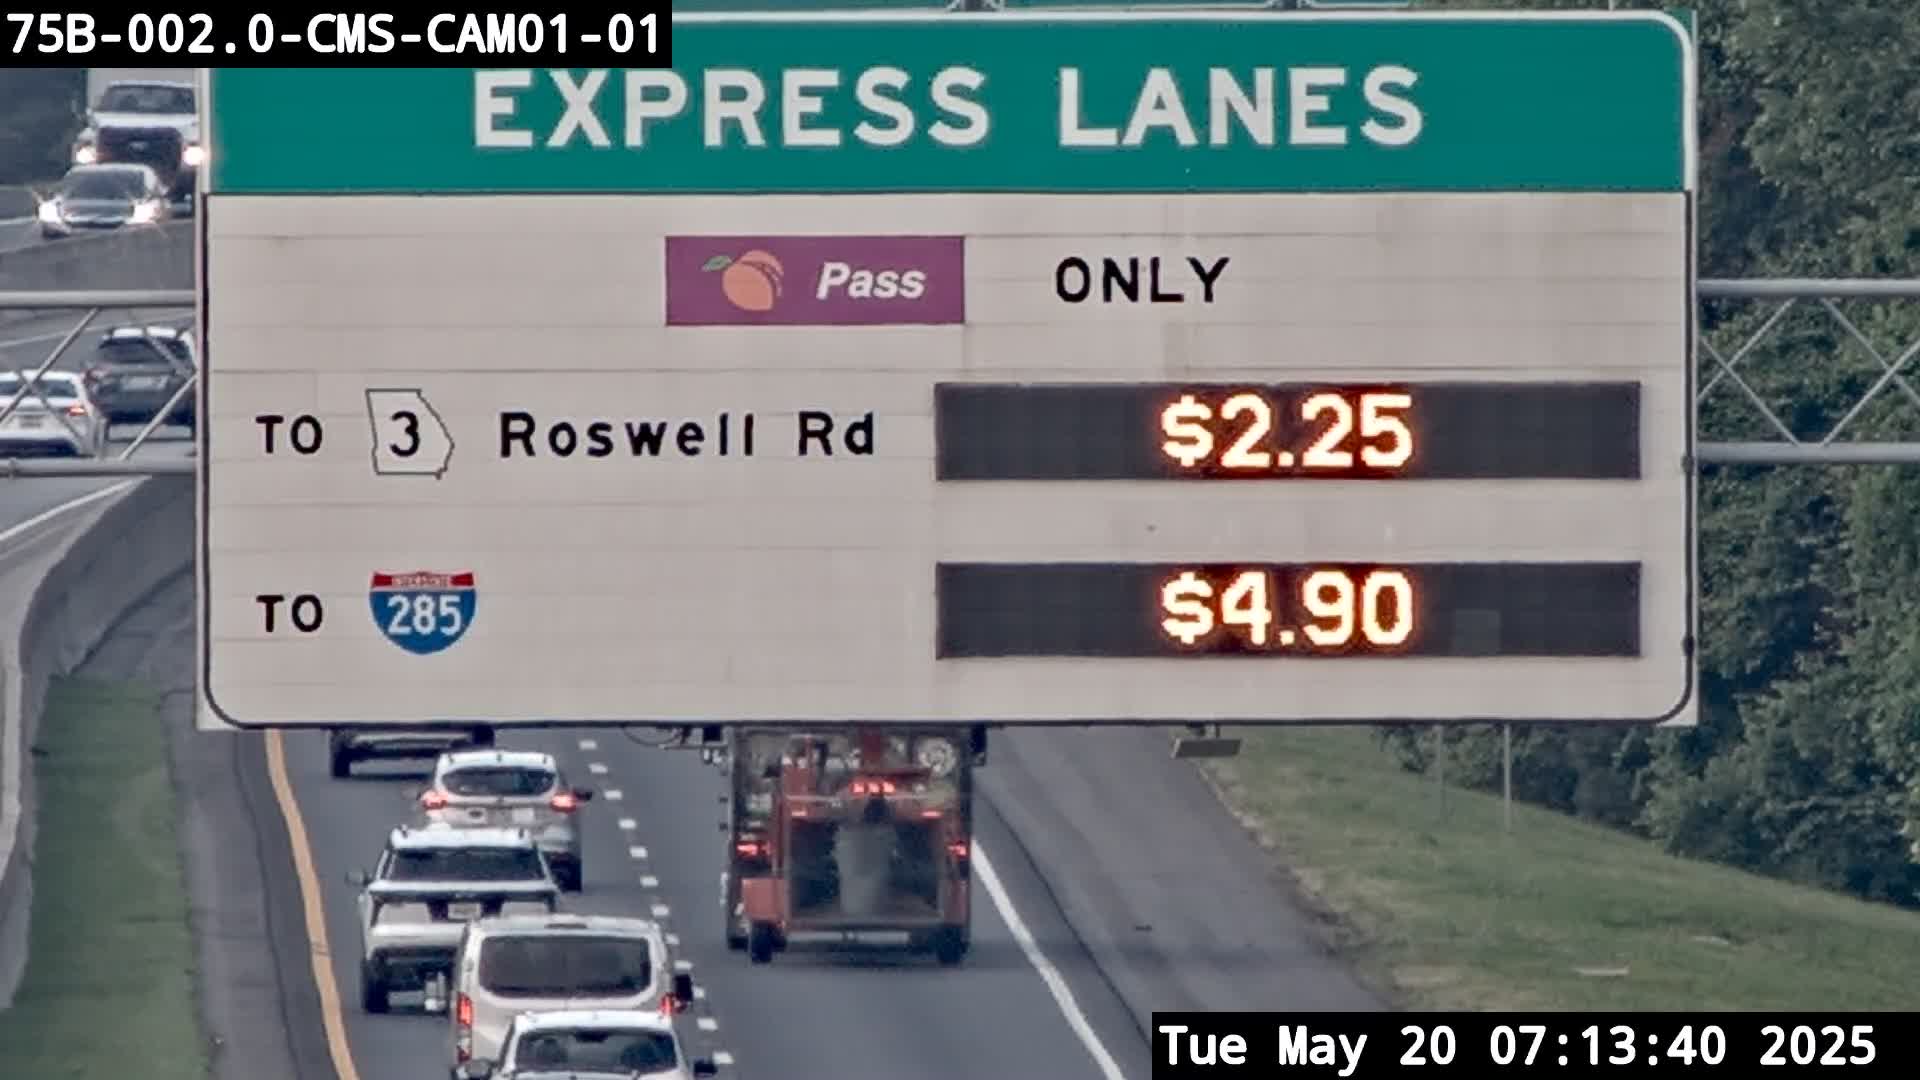 75B-002.0-CMS-CAM01-01
EXPRESS LANES
Pass ONLY
TO 3 Roswell Rd $2.25
TO 285 $4.90
Tue May 20 07:13:40 2025